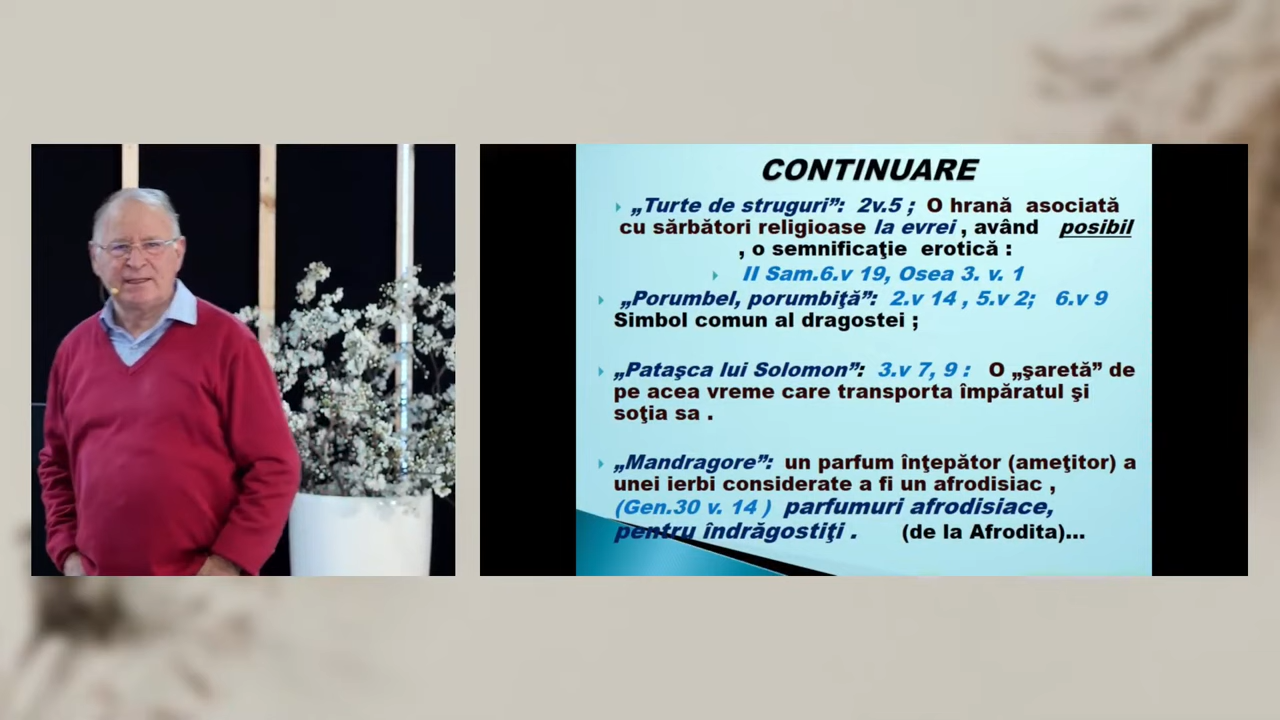 CONTINUARE
„Turte de struguri”: 2v.5 ; O hrană asociată
cu sărbători religioase la evrei , având posibil
, o semnificaţie erotică :
II Sam.6.v 19, Osea 3. v. 1
„Porumbel, porumbiţă”: 2.v 14 , 5.v 2; 6.v 9
Simbol comun al dragostei ;
„Pataşca lui Solomon”: 3.v 7, 9 : O „şaretă” de
pe acea vreme care transporta împăratul şi
soţia sa .
„Mandragore”: un parfum înţepător (ameţitor) a
unei ierbi considerate a fi un afrodisiac ,
(Gen.30 v. 14 ) parfumuri afrodisiace,
pentru îndrăgostiţi . (de la Afrodita)...